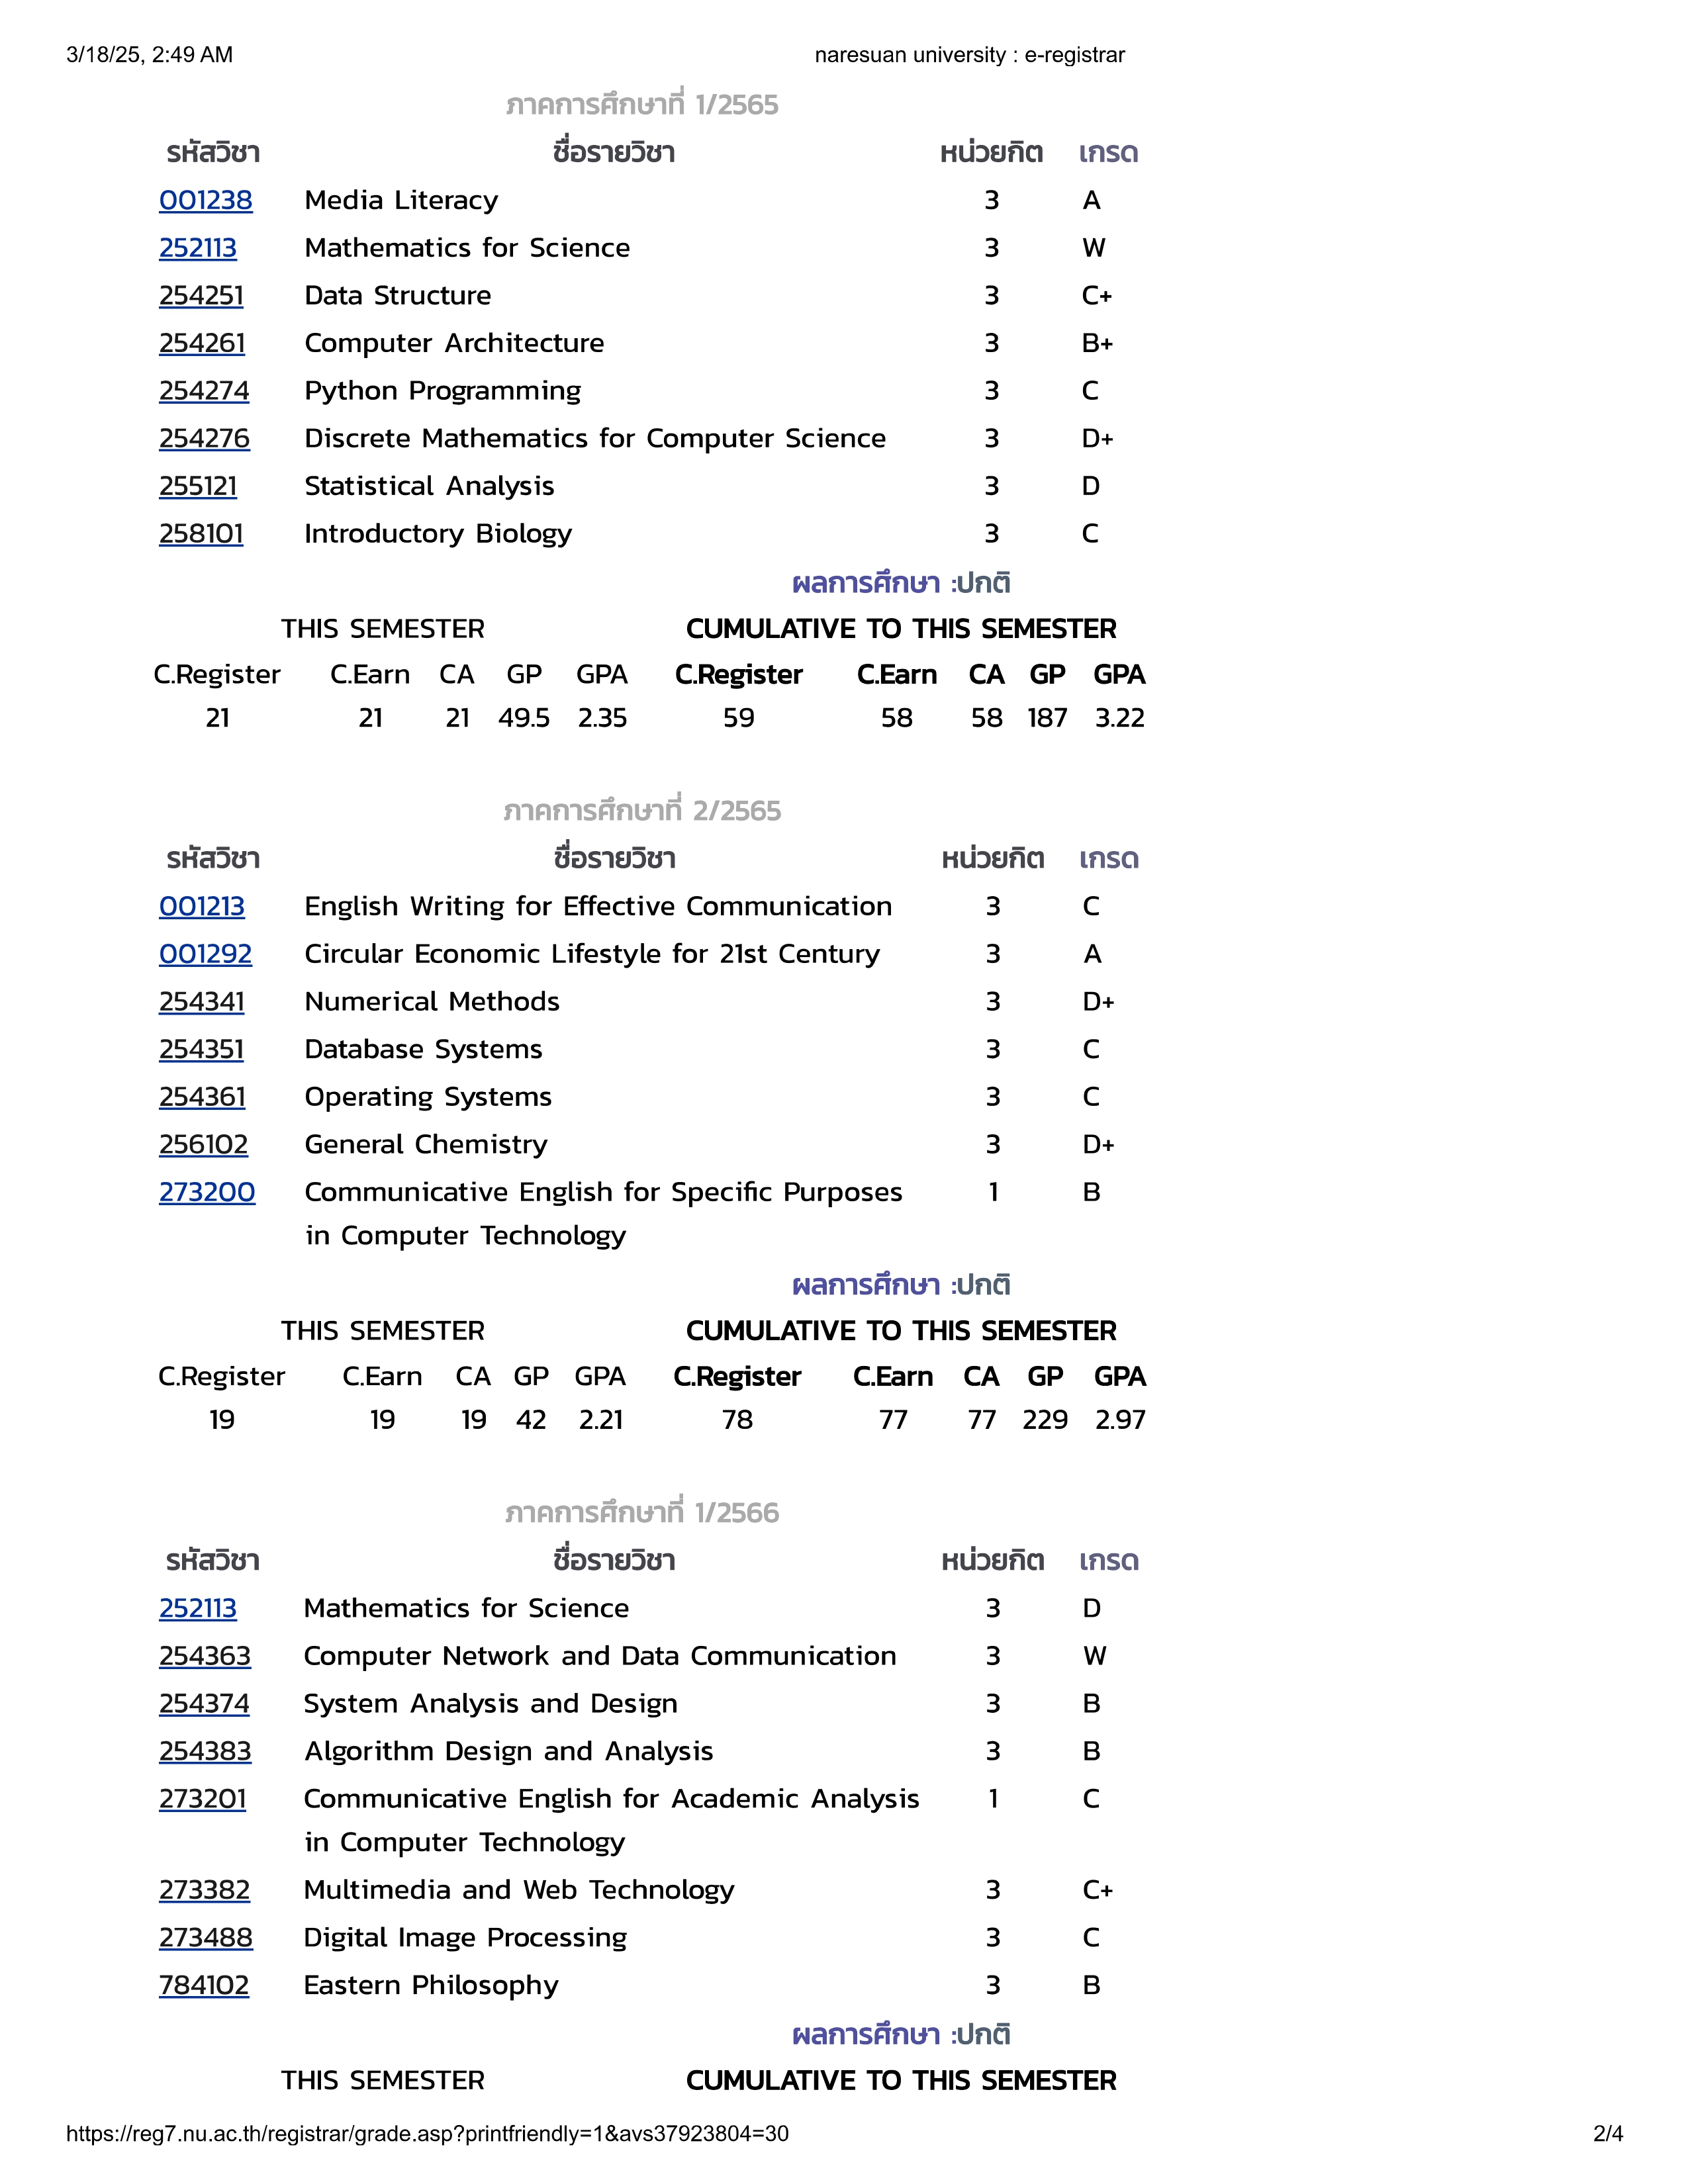 3/18/25, 2:49 AM naresuan university : e-registrar
ภาคการศึกษาที่ 1/2565
รหัสวิชา ชื่อรายวิชา หน่วยกิต เกรด
001238 Media Literacy 3 A
252113 Mathematics for Science 3 W
254251 Data Structure 3 C+
254261 Computer Architecture 3 B+
254274 Python Programming 3 C
254276 Discrete Mathematics for Computer Science 3 D+
255121 Statistical Analysis 3 D
258101 Introductory Biology 3 C
ผลการศึกษา :ปกติ
THIS SEMESTER CUMULATIVE TO THIS SEMESTER
C.Register C.Earn CA GP GPA C.Register C.Earn CA GP GPA
21 21 21 49.5 2.35 59 58 58 187 3.22
ภาคการศึกษาที่ 2/2565
รหัสวิชา ชื่อรายวิชา หน่วยกิต เกรด
001213 English Writing for Effective Communication 3 C
001292 Circular Economic Lifestyle for 21st Century 3 A
254341 Numerical Methods 3 D+
254351 Database Systems 3 C
254361 Operating Systems 3 C
256102 General Chemistry 3 D+
273200 Communicative English for Specific Purposes 1 B
in Computer Technology
ผลการศึกษา :ปกติ
THIS SEMESTER CUMULATIVE TO THIS SEMESTER
C.Register C.Earn CA GP GPA C.Register C.Earn CA GP GPA
19 19 19 42 2.21 78 77 77 229 2.97
ภาคการศึกษาที่ 1/2566
รหัสวิชา ชื่อรายวิชา หน่วยกิต เกรด
252113 Mathematics for Science 3 D
254363 Computer Network and Data Communication 3 W
254374 System Analysis and Design 3 B
254383 Algorithm Design and Analysis 3 B
273201 Communicative English for Academic Analysis 1 C
in Computer Technology
273382 Multimedia and Web Technology 3 C+
273488 Digital Image Processing 3 C
784102 Eastern Philosophy 3 B
ผลการศึกษา :ปกติ
THIS SEMESTER CUMULATIVE TO THIS SEMESTER
https://reg7.nu.ac.th/registrar/grade.asp?printfriendly=1&avs37923804=30 2/4